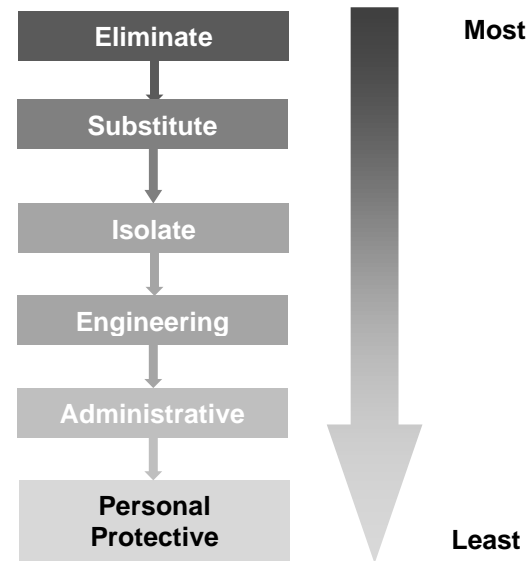 Eliminate
Most
Substitute
Isolate
Engineering
Administrative
Personal
Protective
Least